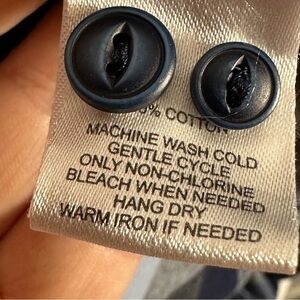 % COTTON
MACHINE WASH COLD
GENTLE CYCLE
ONLY NON-CHLORINE
BLEACH WHEN NEEDED
HANG DRY
WARM IRON IF NEEDED